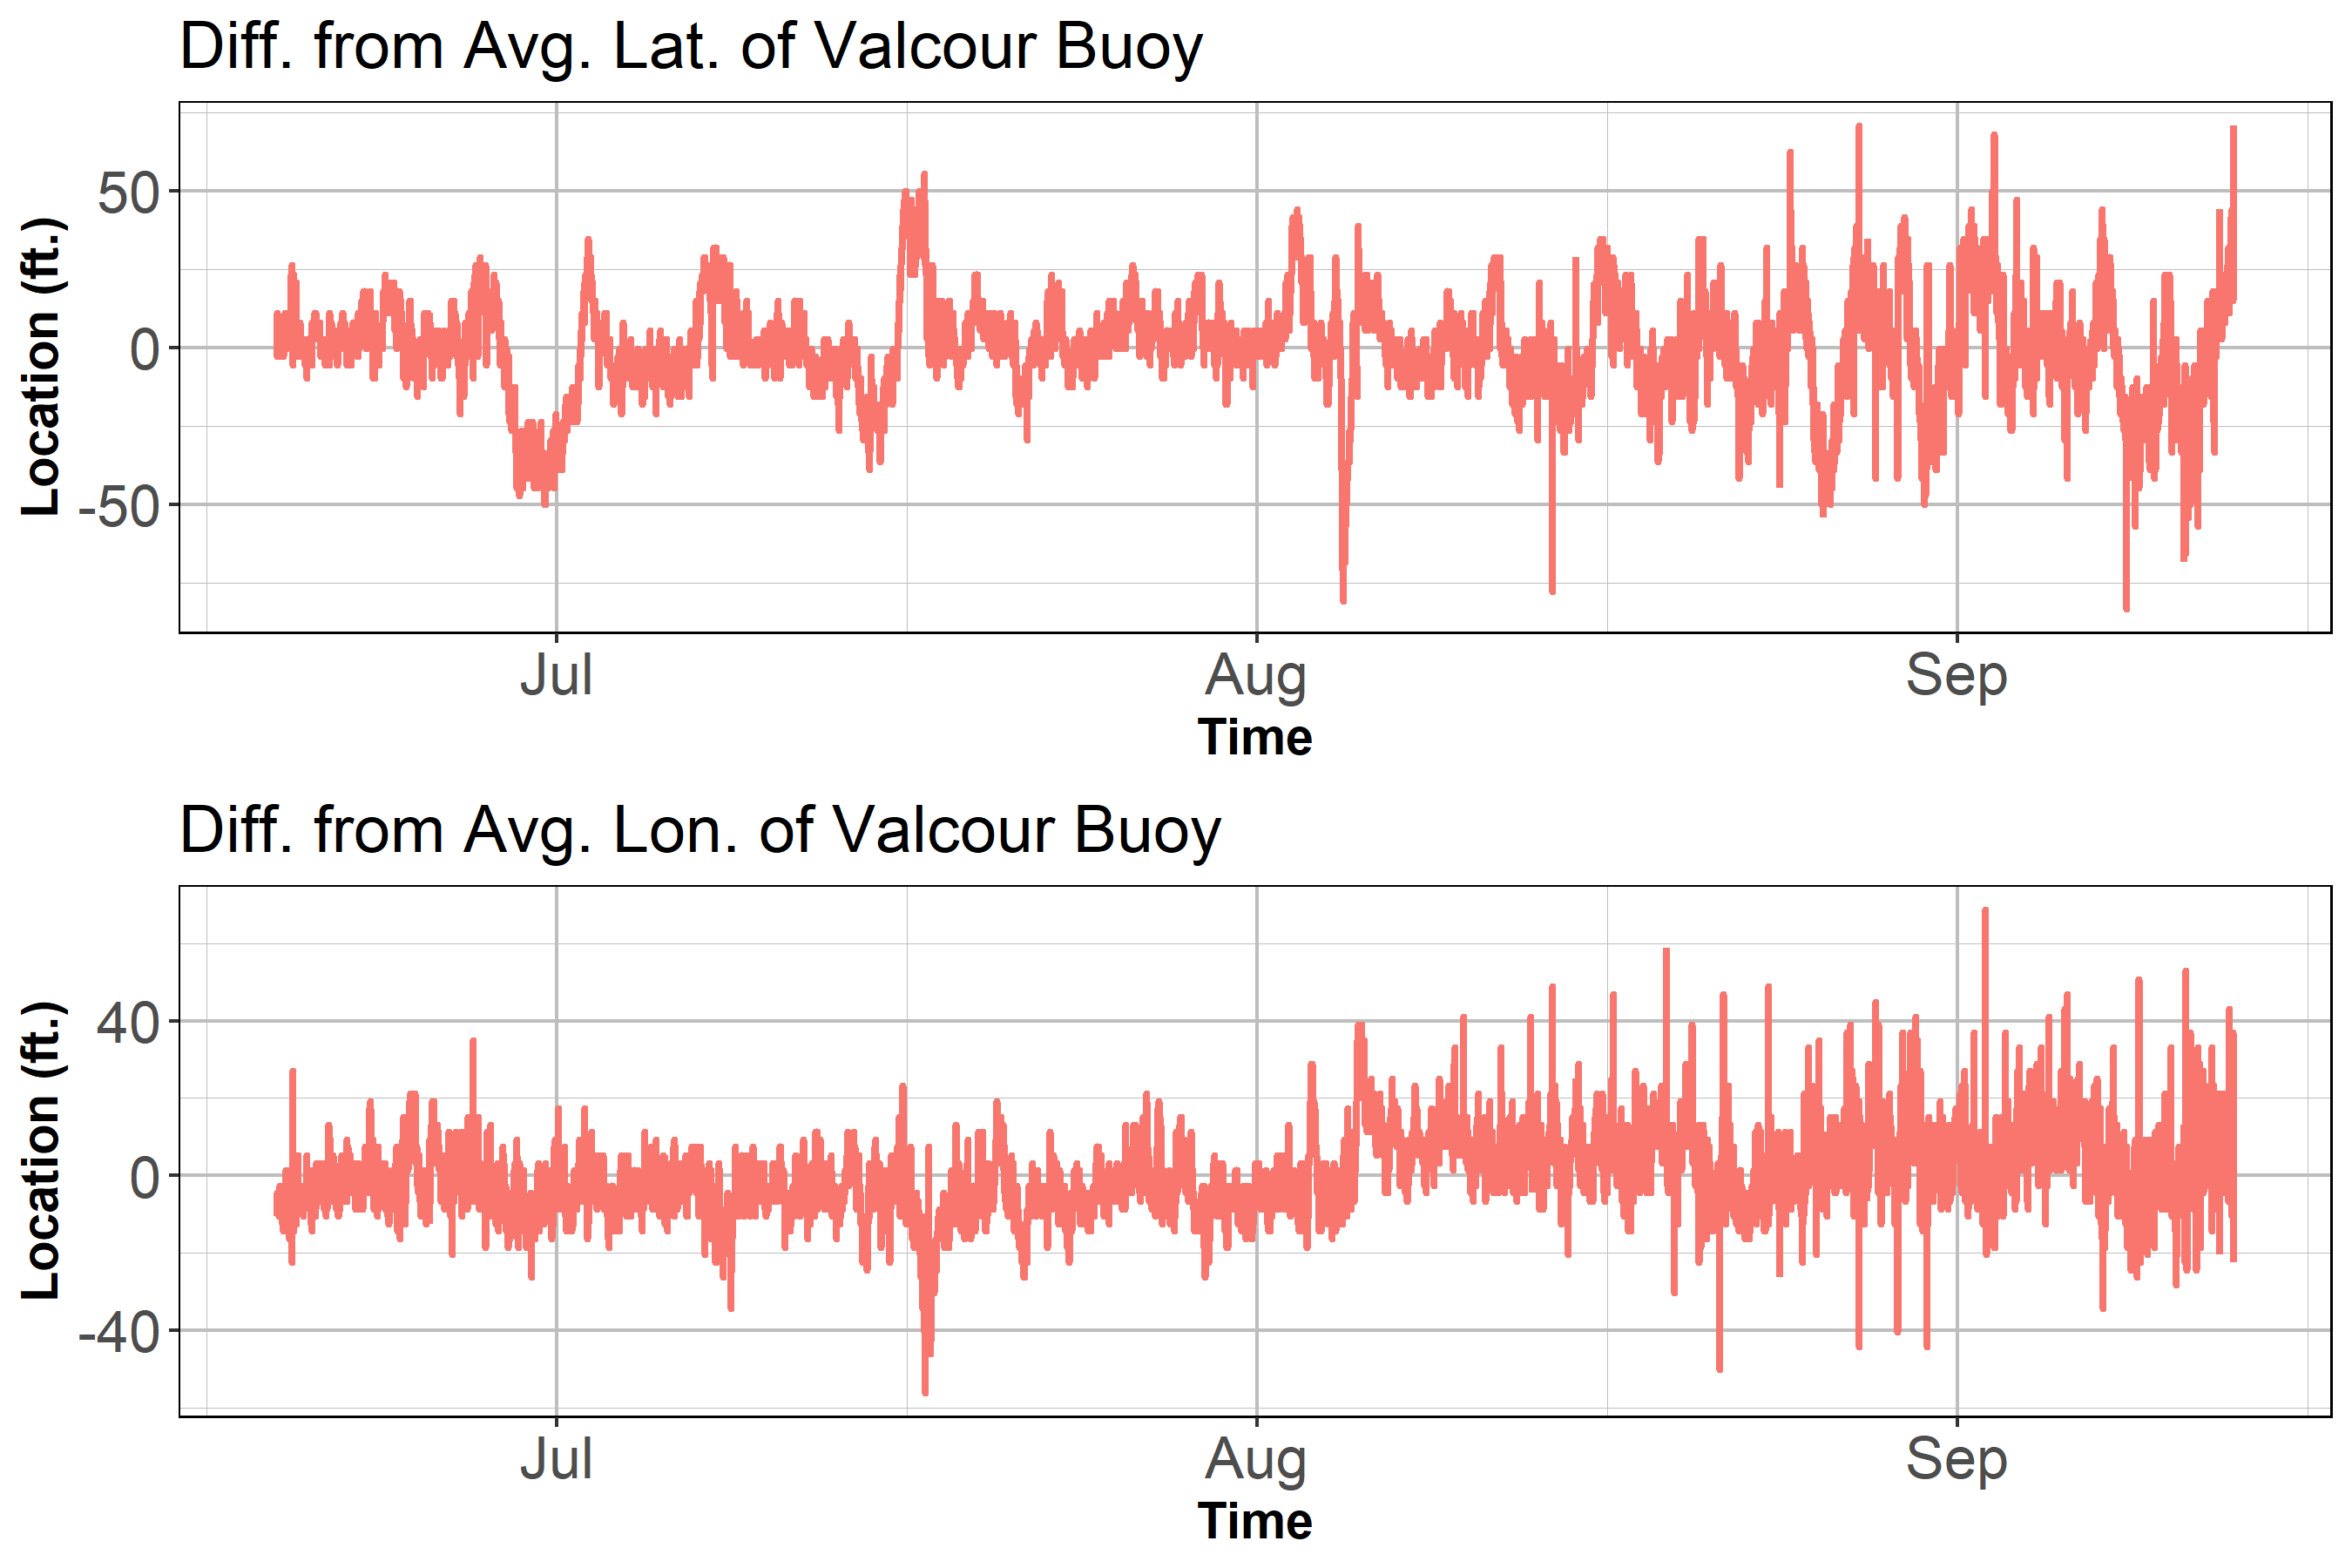 Diff. from Avg. Lat. of Valcour Buoy
Location (ft.)
50
0
-50
Jul Aug Sep
Time
Diff. from Avg. Lon. of Valcour Buoy
Location (ft.)
40
0
-40
Jul Aug Sep
Time